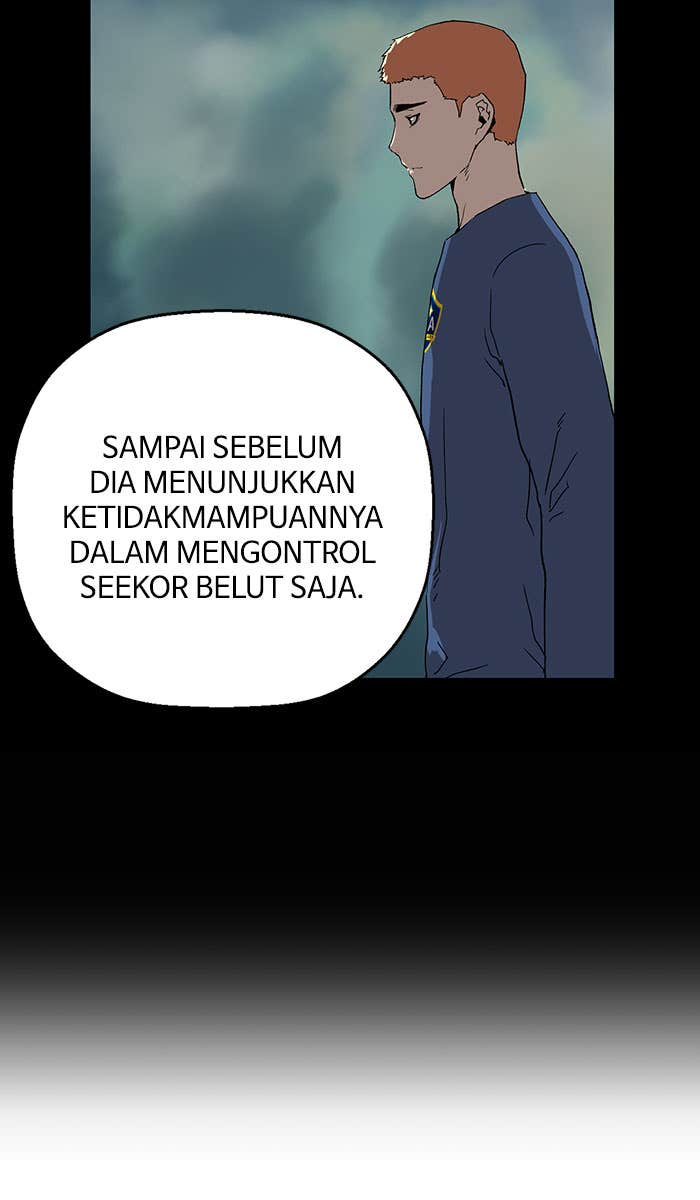 SAMPAI SEBELUM
DIA MENUNJUKKAN
KETIDAKMAMPUANNYA
DALAM MENGONTROL
SEEKOR BELUT SAJA.